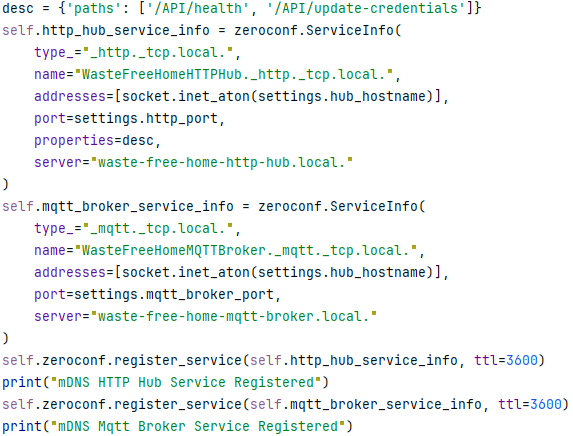 desc = {'paths': ['/API/health', '/API/update-credentials']}
self.http_hub_service_info = zeroconf.ServiceInfo(
    type_="_http._tcp.local.",
    name="WasteFreeHomeHTTPHub._http._tcp.local.",
    addresses=[socket.inet_aton(settings.hub_hostname)],
    port=settings.http_port,
    properties=desc,
    server="waste-free-home-http-hub.local."
)
self.mqtt_broker_service_info = zeroconf.ServiceInfo(
    type_="_mqtt._tcp.local.",
    name="WasteFreeHomeMQTTBroker._mqtt._tcp.local.",
    addresses=[socket.inet_aton(settings.hub_hostname)],
    port=settings.mqtt_broker_port,
    server="waste-free-home-mqtt-broker.local."
)
self.zeroconf.register_service(self.http_hub_service_info, ttl=3600)
print("mDNS HTTP Hub Service Registered")
self.zeroconf.register_service(self.mqtt_broker_service_info, ttl=3600)
print("mDNS Mqtt Broker Service Registered")